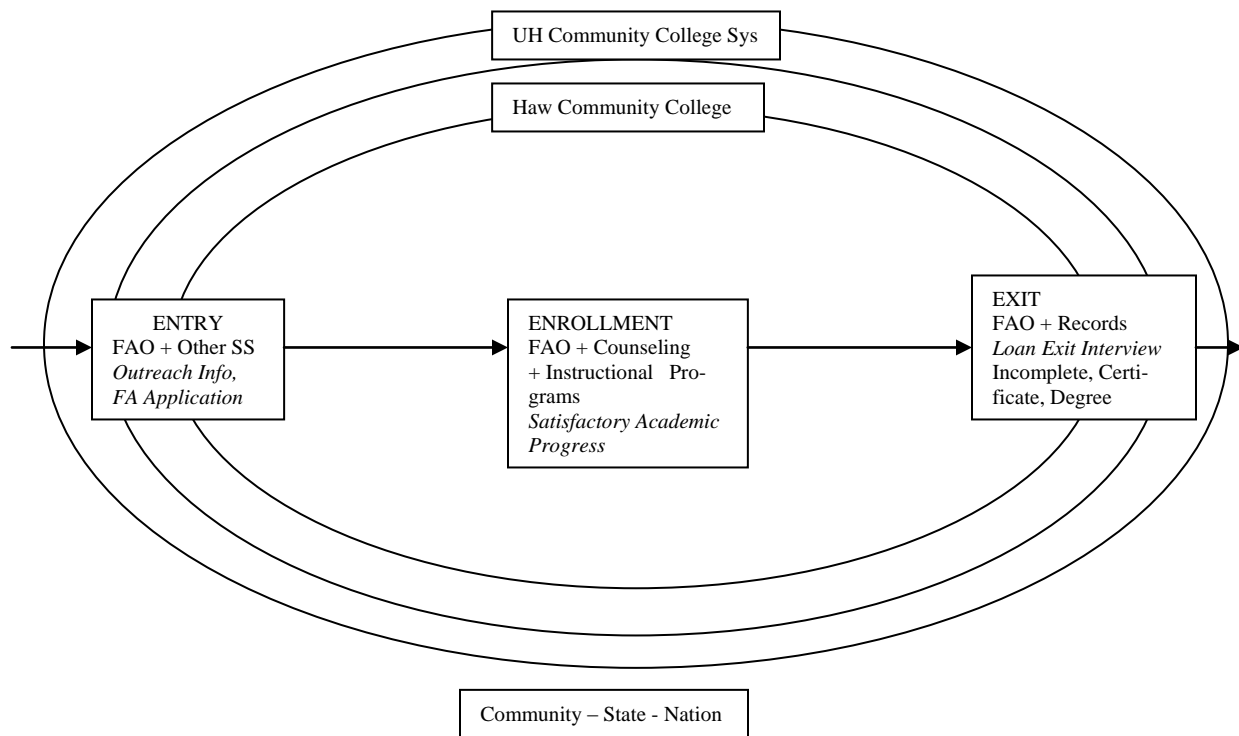 UH Community College Sys
Haw Community College
ENTRY
FAO + Other SS
Outreach Info,
FA Application
ENROLLMENT
FAO + Counseling
+ Instructional Pro-
grams
Satisfactory Academic
Progress
EXIT
FAO + Records
Loan Exit Interview
Incomplete, Certi-
ficate, Degree
Community – State - Nation